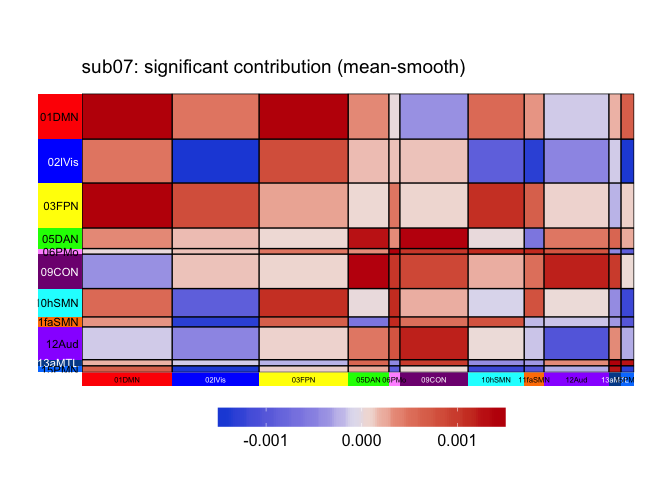 sub07: significant contribution (mean-smooth)
01DMN
02lVis
03FPN
05DAN
06PMo
09CON
10hSMN
11faSMN
12Aud
13aMTL
15PMN
01DMN 02lVis 03FPN 05DAN 09CON 10hSMN 11faSMN 12Aud
-0.001 0.000 0.001